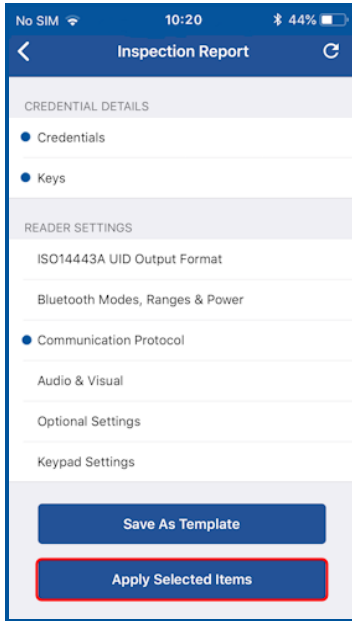 No SIM 10:20 44%
Inspection Report
CREDENTIAL DETAILS
Credentials
Keys
READER SETTINGS
ISO14443A UID Output Format
Bluetooth Modes, Ranges & Power
Communication Protocol
Audio & Visual
Optional Settings
Keypad Settings
Save As Template
Apply Selected Items